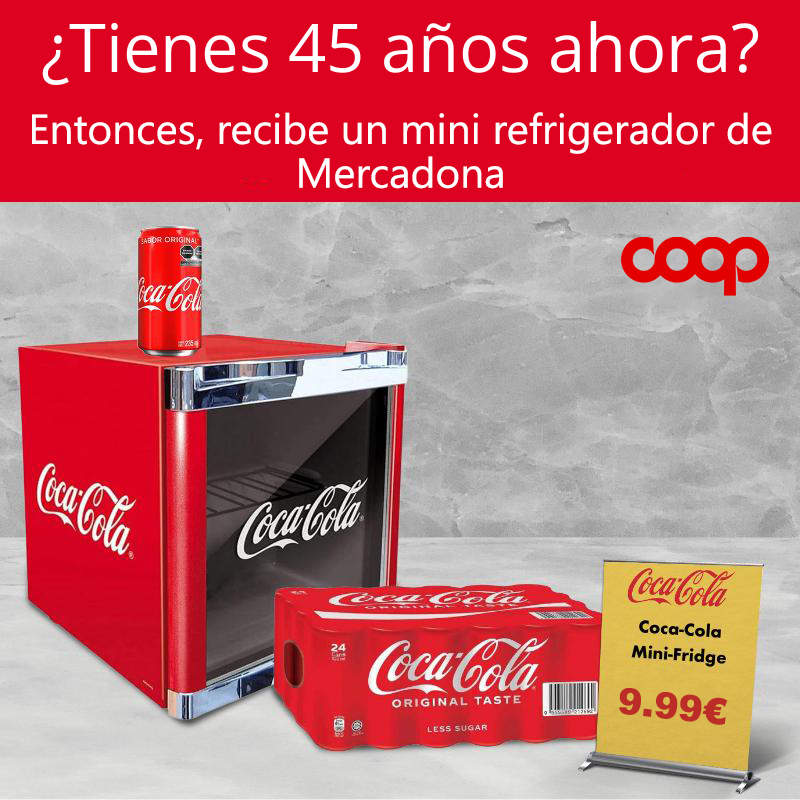 ¿Tienes 45 años ahora?
Entonces, recibe un mini refrigerador de
Mercadona
coop
SABOR ORIGINAL
Coca-Cola
235
Coca-Cola
Coca-Cola
Coca-Cola
ORIGINAL TASTE
24
Coca-Cola
ORIGINAL TASTE
LESS SUGAR
Coca-Cola
Coca-Cola
Mini-Fridge
9.99€